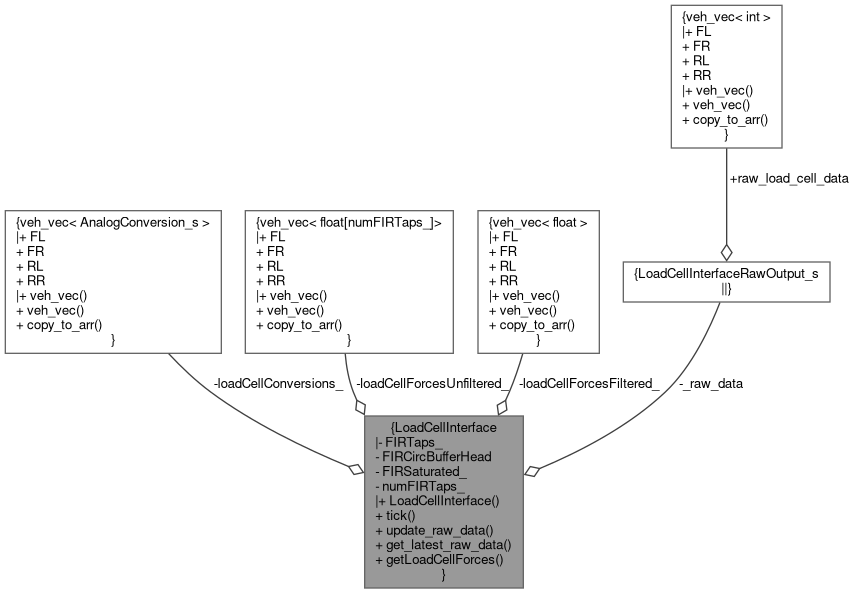 {veh_vec< int >
|+ FL
+ FR
+ RL
+ RR
|+ veh_vec()
+ veh_vec()
+ copy_to_arr()
}
+raw_load_cell_data
{veh_vec< AnalogConversion_s >
|+ FL
+ FR
+ RL
+ RR
|+ veh_vec()
+ veh_vec()
+ copy_to_arr()
}
{veh_vec< float[numFIRTaps_]>
|+ FL
+ FR
+ RL
+ RR
|+ veh_vec()
+ veh_vec()
+ copy_to_arr()
}
{veh_vec< float >
|+ FL
+ FR
+ RL
+ RR
|+ veh_vec()
+ veh_vec()
+ copy_to_arr()
}
{LoadCellInterfaceRawOutput_s
||}
-loadCellConversions_
-loadCellForcesUnfiltered_
-loadCellForcesFiltered_
-_raw_data
{LoadCellInterface
|- FIRTaps_
- FIRCircBufferHead
- FIRSaturated_
- numFIRTaps_
|+ LoadCellInterface()
+ tick()
+ update_raw_data()
+ get_latest_raw_data()
+ getLoadCellForces()
}